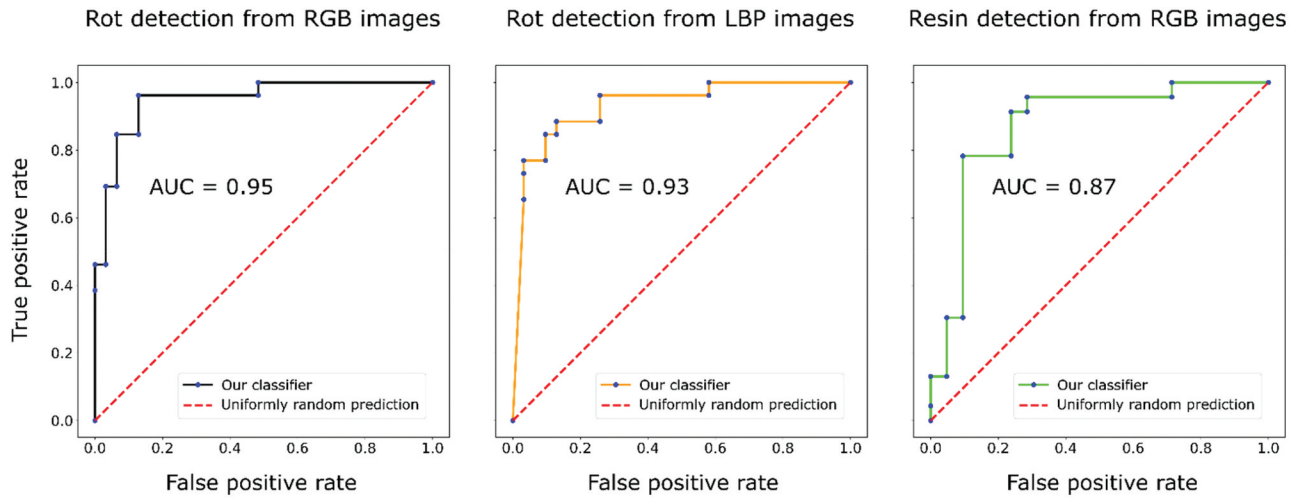 Rot detection from RGB images
Rot detection from LBP images
Resin detection from RGB images
True positive rate
1.0
0.8
0.6
0.4
0.2
0.0
AUC = 0.95
Our classifier
Uniformly random prediction
0.0 0.2 0.4 0.6 0.8 1.0
False positive rate
AUC = 0.93
Our classifier
Uniformly random prediction
0.0 0.2 0.4 0.6 0.8 1.0
False positive rate
AUC = 0.87
Our classifier
Uniformly random prediction
0.0 0.2 0.4 0.6 0.8 1.0
False positive rate